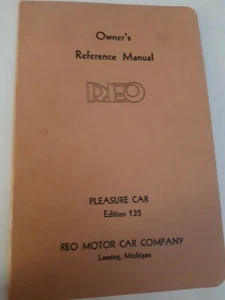 Owner's
Reference Manual
REO
PLEASURE CAR
Edition 135
REO MOTOR CAR COMPANY
Lansing, Michigan